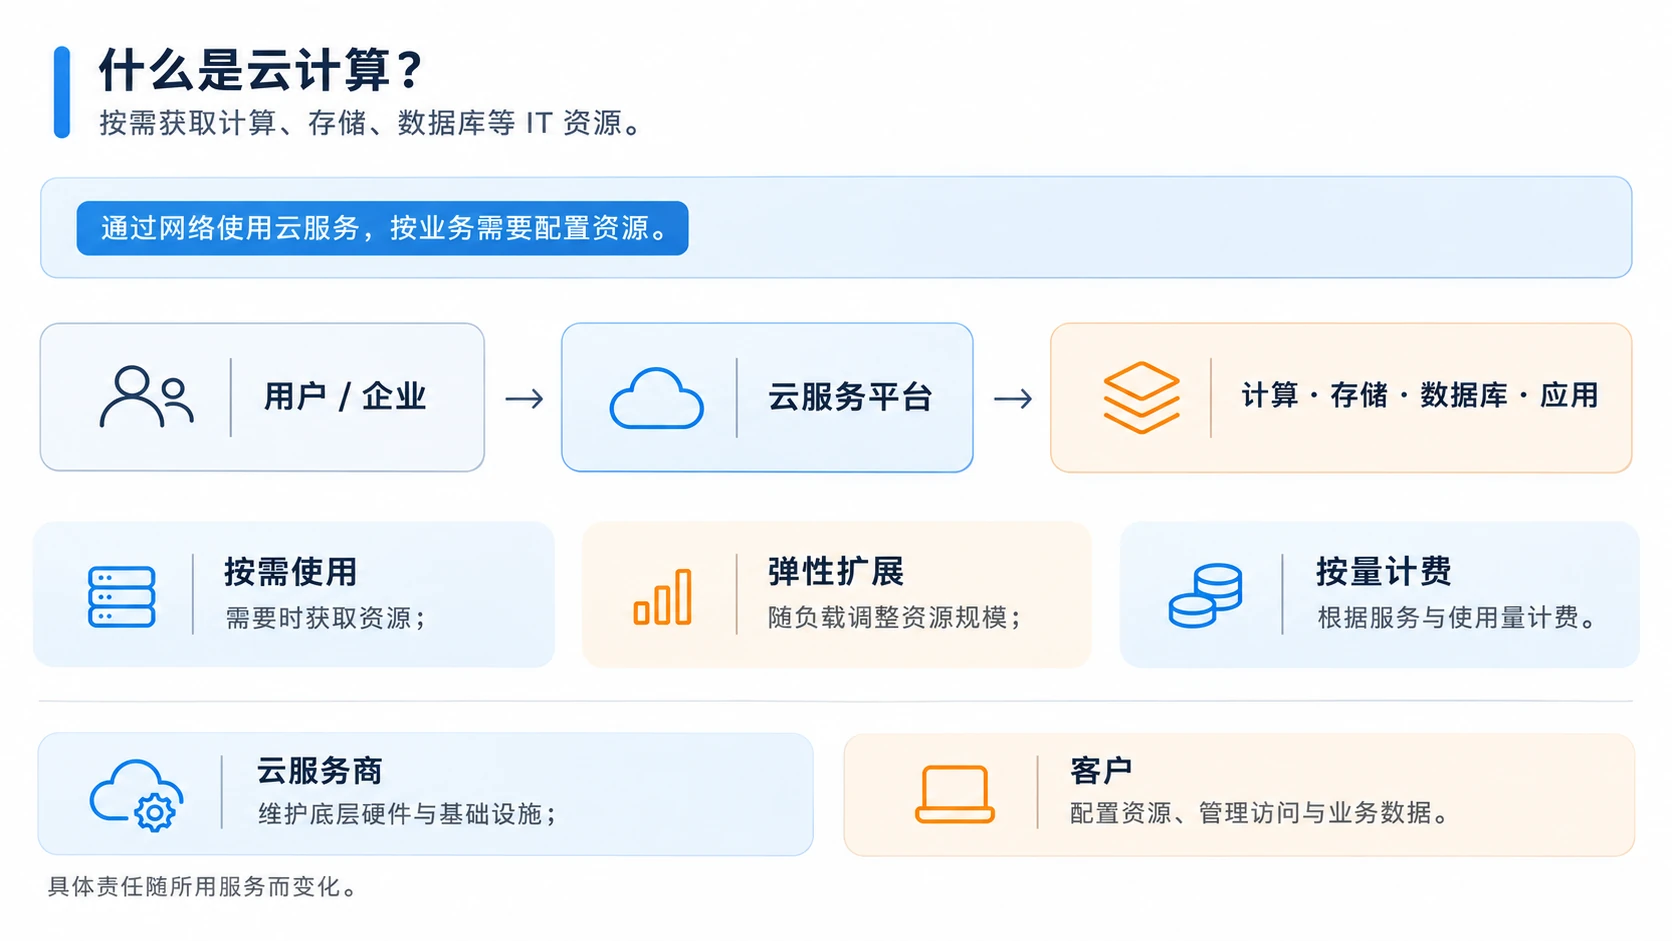 什么是云计算?
按需获取计算、存储、数据库等 IT 资源。
通过网络使用云服务，按业务需要配置资源。
用户 / 企业
云服务平台
计算 · 存储 · 数据库 · 应用
按需使用
需要时获取资源；
弹性扩展
随负载调整资源规模；
按量计费
根据服务与使用量计费。
云服务商
维护底层硬件与基础设施；
客户
配置资源、管理访问与业务数据。
具体责任随所用服务而变化。